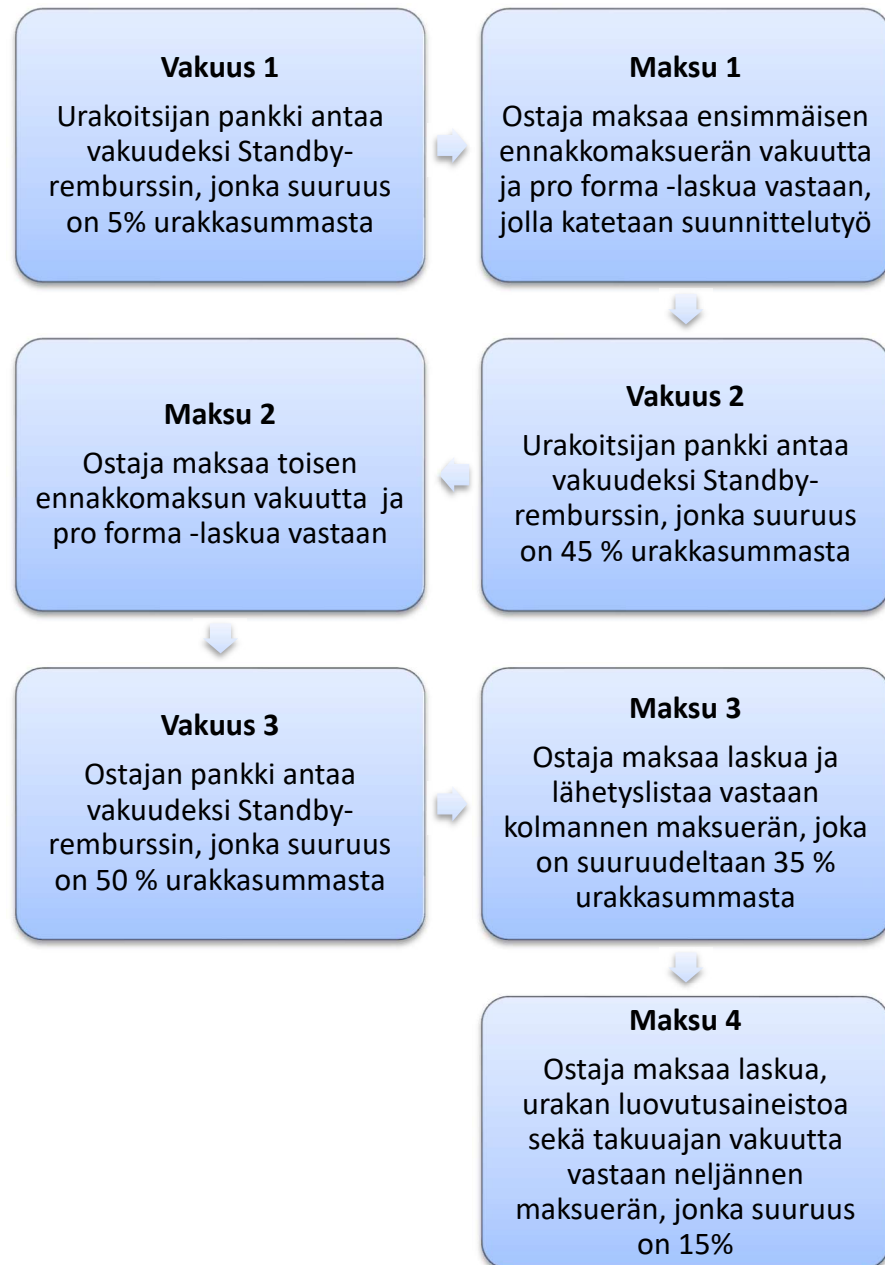 Vakuus 1
Urakoitsijan pankki antaa
vakuudeksi Standby-
remburssin, jonka suuruus
on 5% urakkasummasta
Maksu 1
Ostaja maksaa ensimmäisen
ennakkomaksuerän vakuutta
ja pro forma -laskua vastaan,
jolla katetaan suunnittelutyö
Vakuus 2
Urakoitsijan pankki antaa
vakuudeksi Standby-
remburssin, jonka suuruus
on 45 % urakkasummasta
Maksu 2
Ostaja maksaa toisen
ennakkomaksun vakuutta ja
pro forma -laskua vastaan
Vakuus 3
Ostajan pankki antaa
vakuudeksi Standby-
remburssin, jonka suuruus
on 50 % urakkasummasta
Maksu 3
Ostaja maksaa laskua ja
lähetyslistaa vastaan
kolmannen maksuerän, joka
on suuruudeltaan 35 %
urakkasummasta
Maksu 4
Ostaja maksaa laskua,
urakan luovutusaineistoa
sekä takuuajan vakuutta
vastaan neljännen
maksuerän, jonka suuruus
on 15%